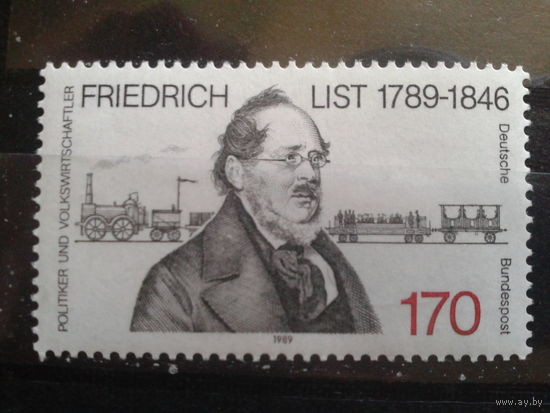 FRIEDRICH LIST 1789-1846
POLITIKER UND VOLKSWIRTSCHAFTLER
Deutsche Bundespost
170
1989
www.ay.by